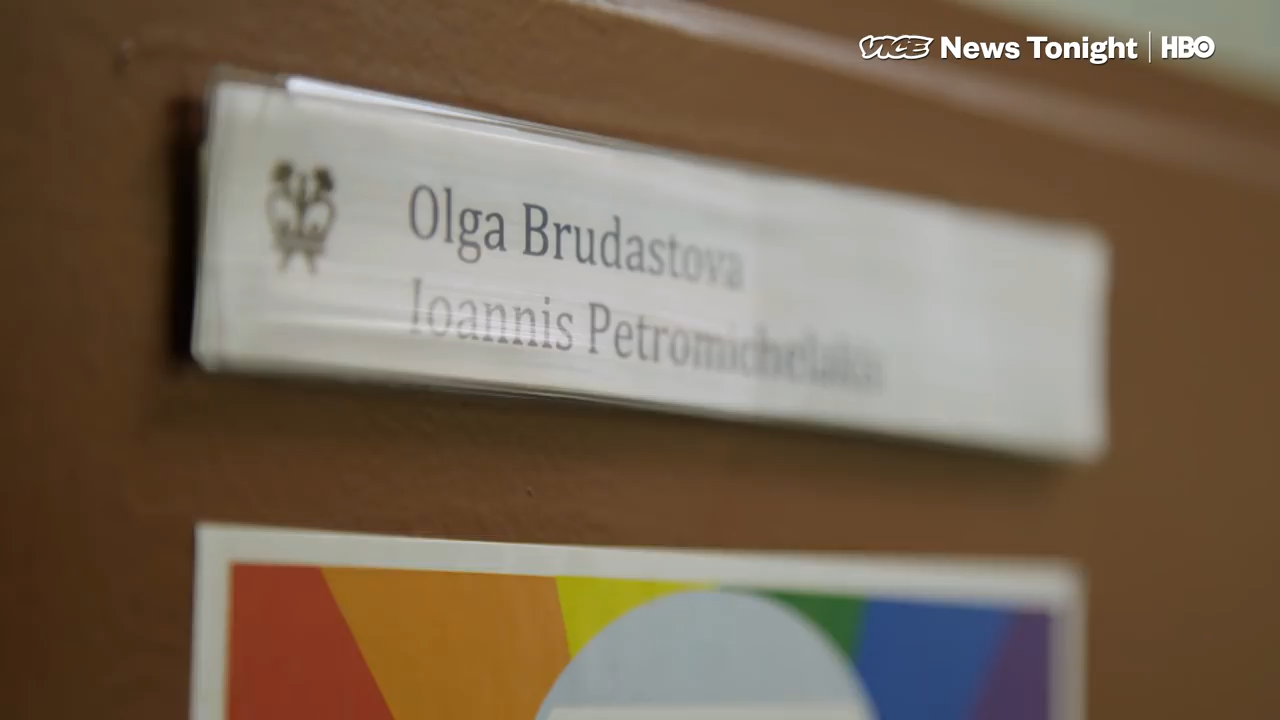 VICE News Tonight | HBO
Olga Brudastova
Ioannis Petromichelakis